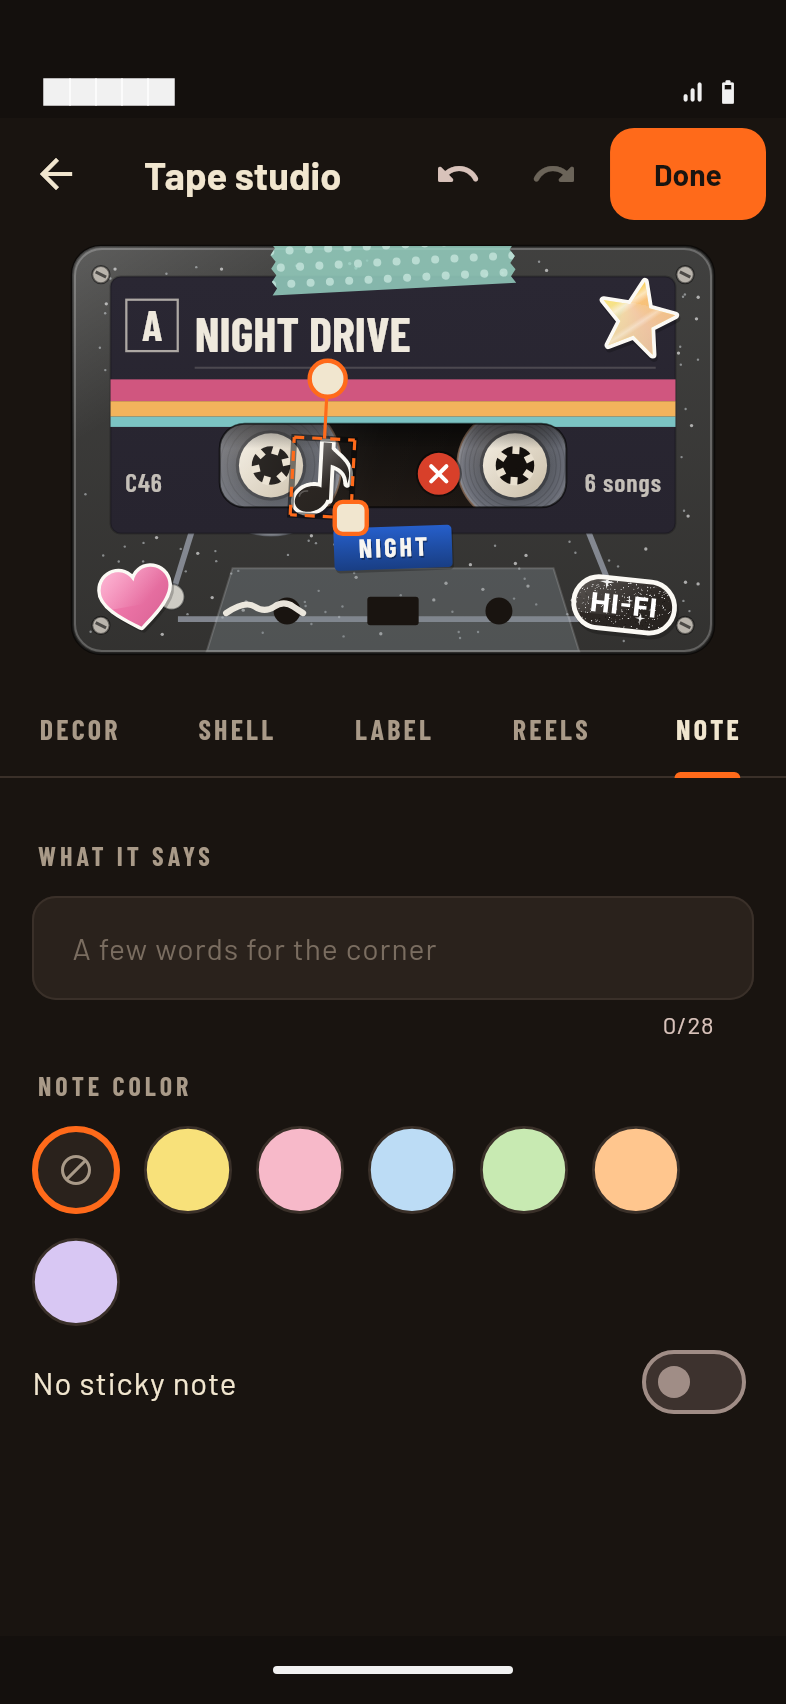 Tape studio
Done
A
NIGHT DRIVE
C46
6 songs
NIGHT
HI-FI
DECOR
SHELL
LABEL
REELS
NOTE
WHAT IT SAYS
A few words for the corner
0/28
NOTE COLOR
No sticky note